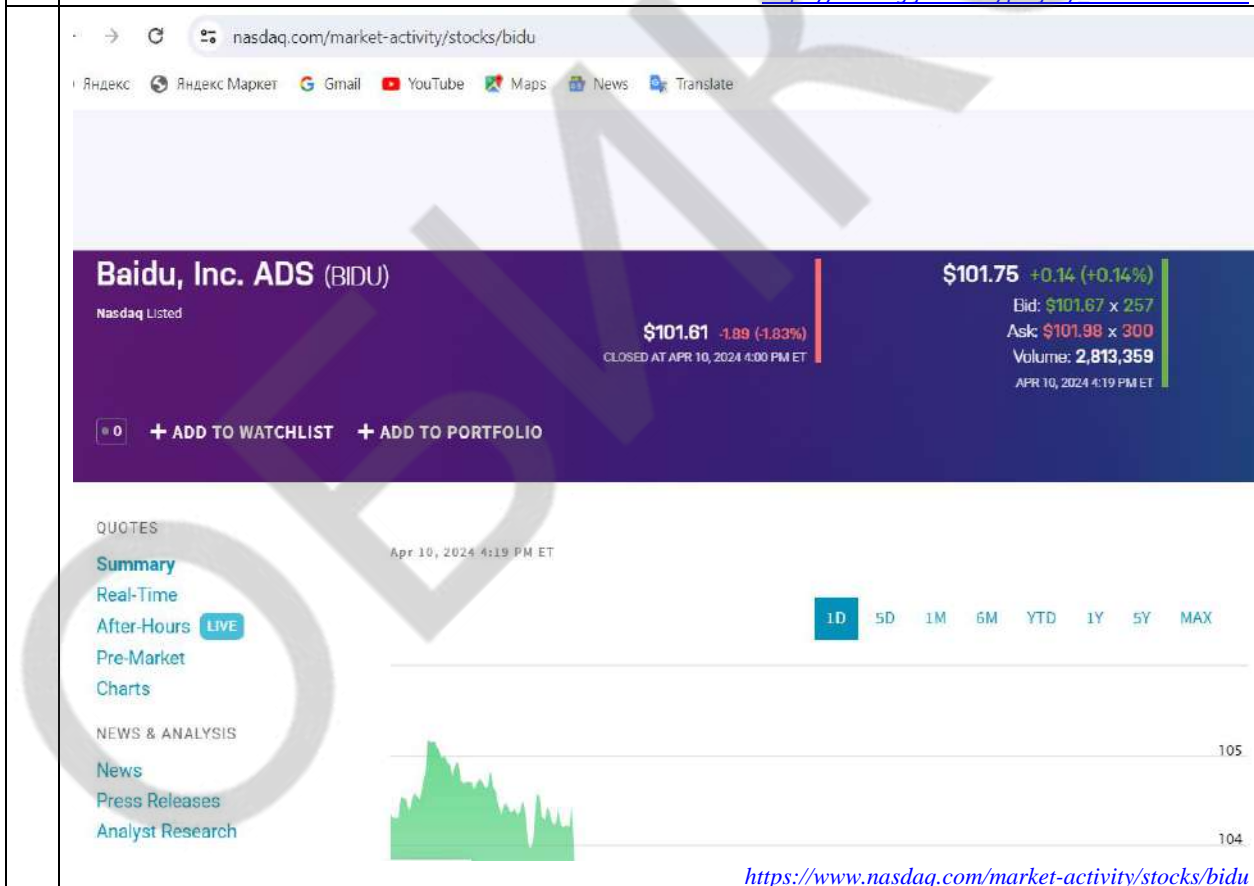 nasdaq.com/market-activity/stocks/bidu
Яндекс Яндекс Маркет Gmail YouTube Maps News Translate
Baidu, Inc. ADS (BIDU)
Nasdaq Listed
$101.61 -1.89 (-1.83%)
CLOSED AT APR 10, 2024 4:00 PM ET
$101.75 +0.14 (+0.14%)
Bid: $101.67 x 257
Ask: $101.98 x 300
Volume: 2,813,359
APR 10, 2024 4:19 PM ET
0 + ADD TO WATCHLIST + ADD TO PORTFOLIO
QUOTES
Summary
Real-Time
After-Hours LIVE
Pre-Market
Charts
NEWS & ANALYSIS
News
Press Releases
Analyst Research
Apr 10, 2024 4:19 PM ET
1D 5D 1M 6M YTD 1Y 5Y MAX
105
104
https://www.nasdaq.com/market-activity/stocks/bidu